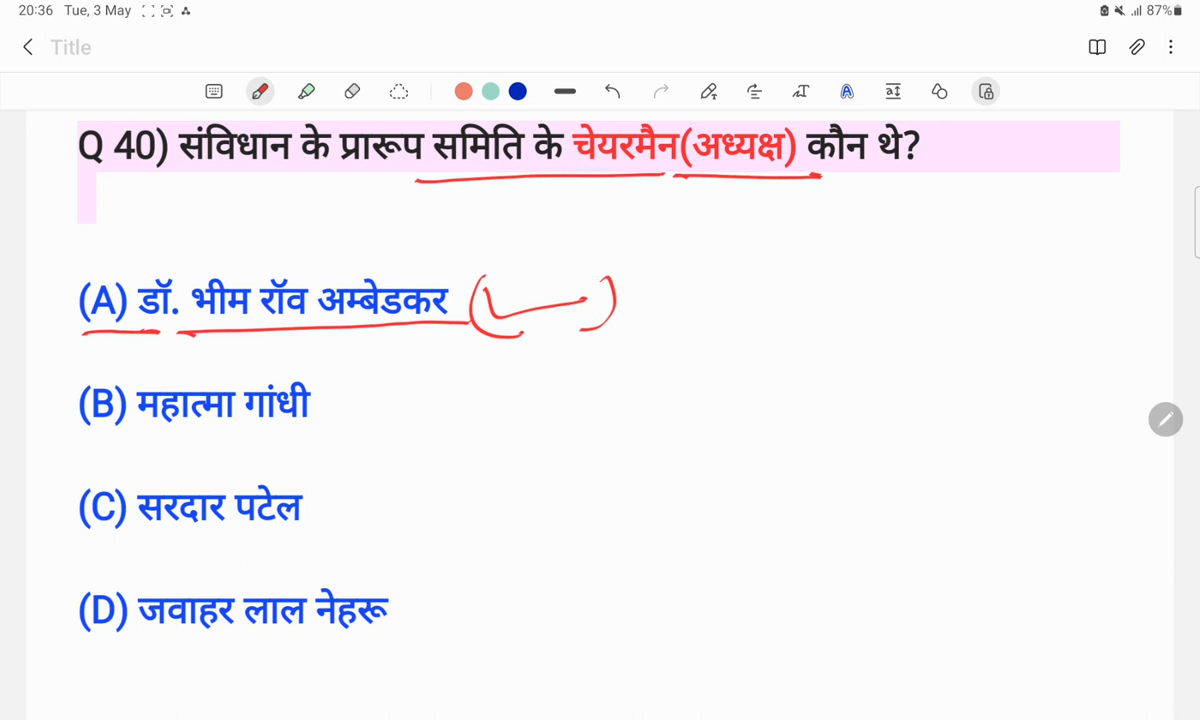 20:36 Tue, 3 May 87%
Title
Q 40) संविधान के प्रारूप समिति के चेयरमैन(अध्यक्ष) कौन थे?
(A) डॉ. भीम रॉव अम्बेडकर
(B) महात्मा गांधी
(C) सरदार पटेल
(D) जवाहर लाल नेहरू